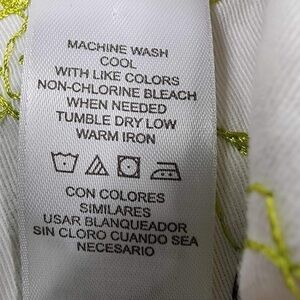 MACHINE WASH
COOL
WITH LIKE COLORS
NON-CHLORINE BLEACH
WHEN NEEDED
TUMBLE DRY LOW
WARM IRON
CON COLORES
SIMILARES
USAR BLANQUEADOR
SIN CLORO CUANDO SEA
NECESARIO